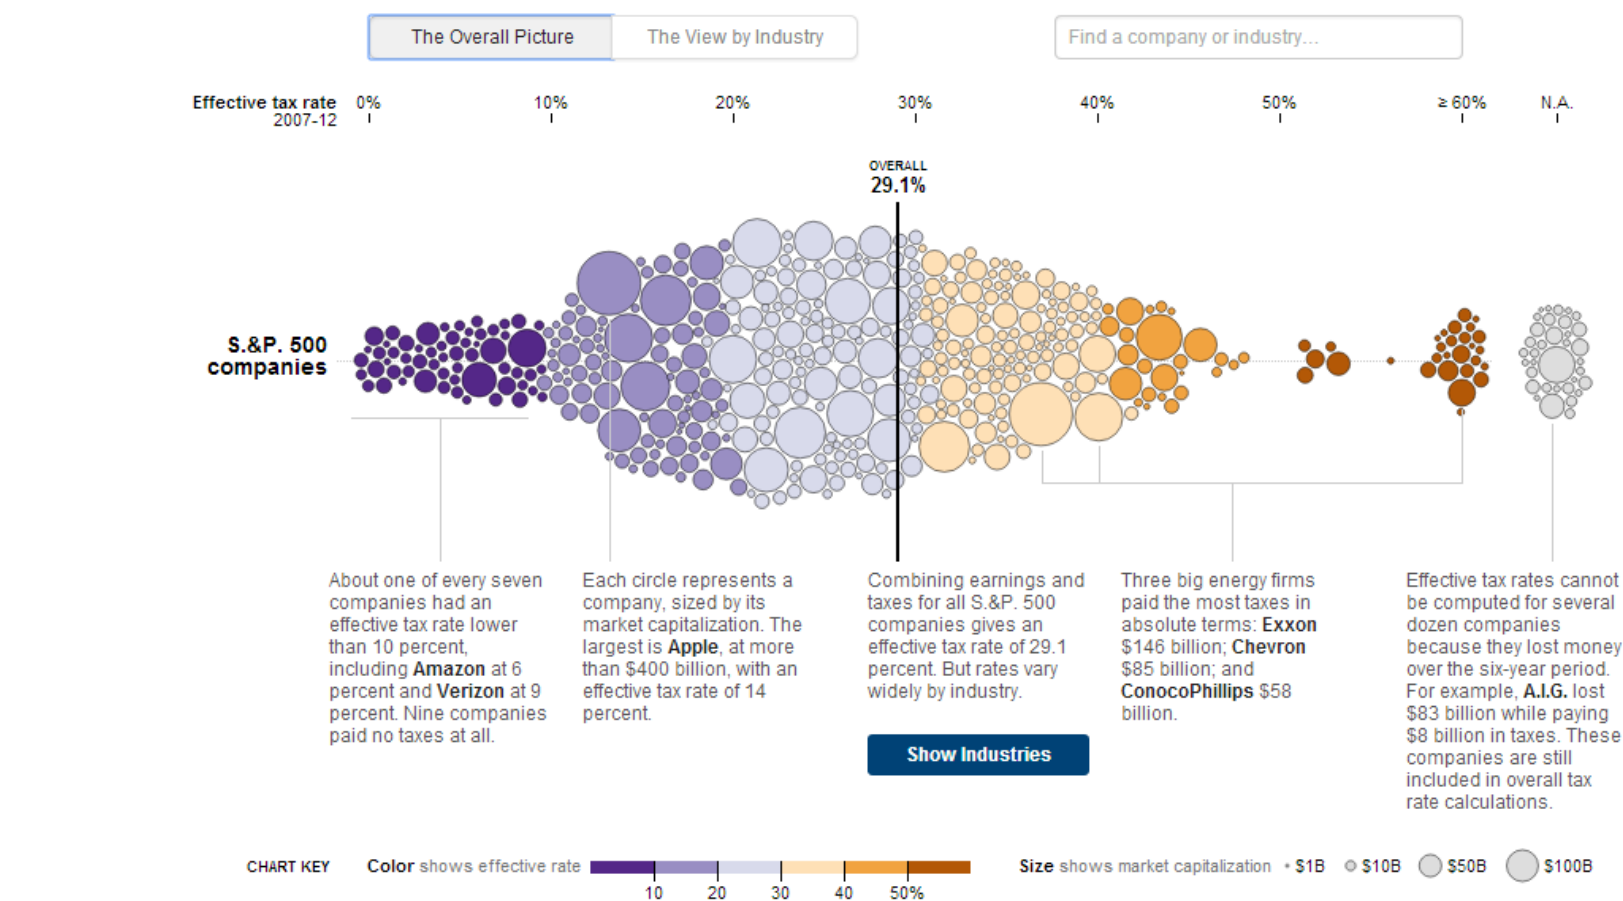 The Overall Picture
The View by Industry
Find a company or industry...
Effective tax rate
2007-12
0%
10%
20%
30%
40%
50%
≥ 60%
N.A.
OVERALL
29.1%
S.&P. 500
companies
About one of every seven
companies had an
effective tax rate lower
than 10 percent,
including Amazon at 6
percent and Verizon at 9
percent. Nine companies
paid no taxes at all.
Each circle represents a
company, sized by its
market capitalization. The
largest is Apple, at more
than $400 billion, with an
effective tax rate of 14
percent.
Combining earnings and
taxes for all S.&P. 500
companies gives an
effective tax rate of 29.1
percent. But rates vary
widely by industry.
Show Industries
Three big energy firms
paid the most taxes in
absolute terms: Exxon
$146 billion; Chevron
$85 billion; and
ConocoPhillips $58
billion.
Effective tax rates cannot
be computed for several
dozen companies
because they lost money
over the six-year period.
For example, A.I.G. lost
$83 billion while paying
$8 billion in taxes. These
companies are still
included in overall tax
rate calculations.
CHART KEY
Color shows effective rate
10
20
30
40
50%
Size shows market capitalization
$1B
$10B
$50B
$100B